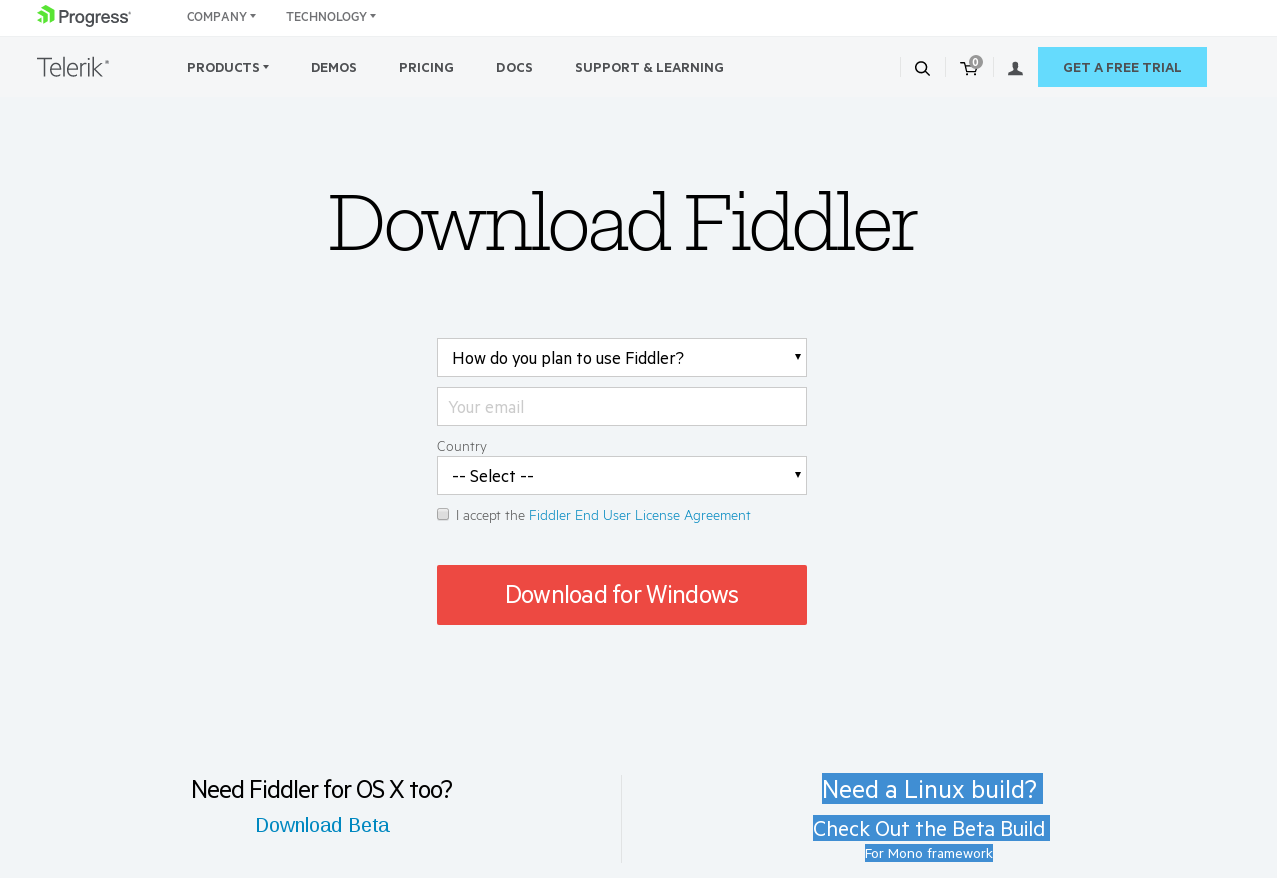 Progress
COMPANY
TECHNOLOGY
Telerik
PRODUCTS
DEMOS
PRICING
DOCS
SUPPORT & LEARNING
0
GET A FREE TRIAL
Download Fiddler
How do you plan to use Fiddler?
Your email
Country
-- Select --
I accept the Fiddler End User License Agreement
Download for Windows
Need Fiddler for OS X too?
Download Beta
Need a Linux build?
Check Out the Beta Build
For Mono framework